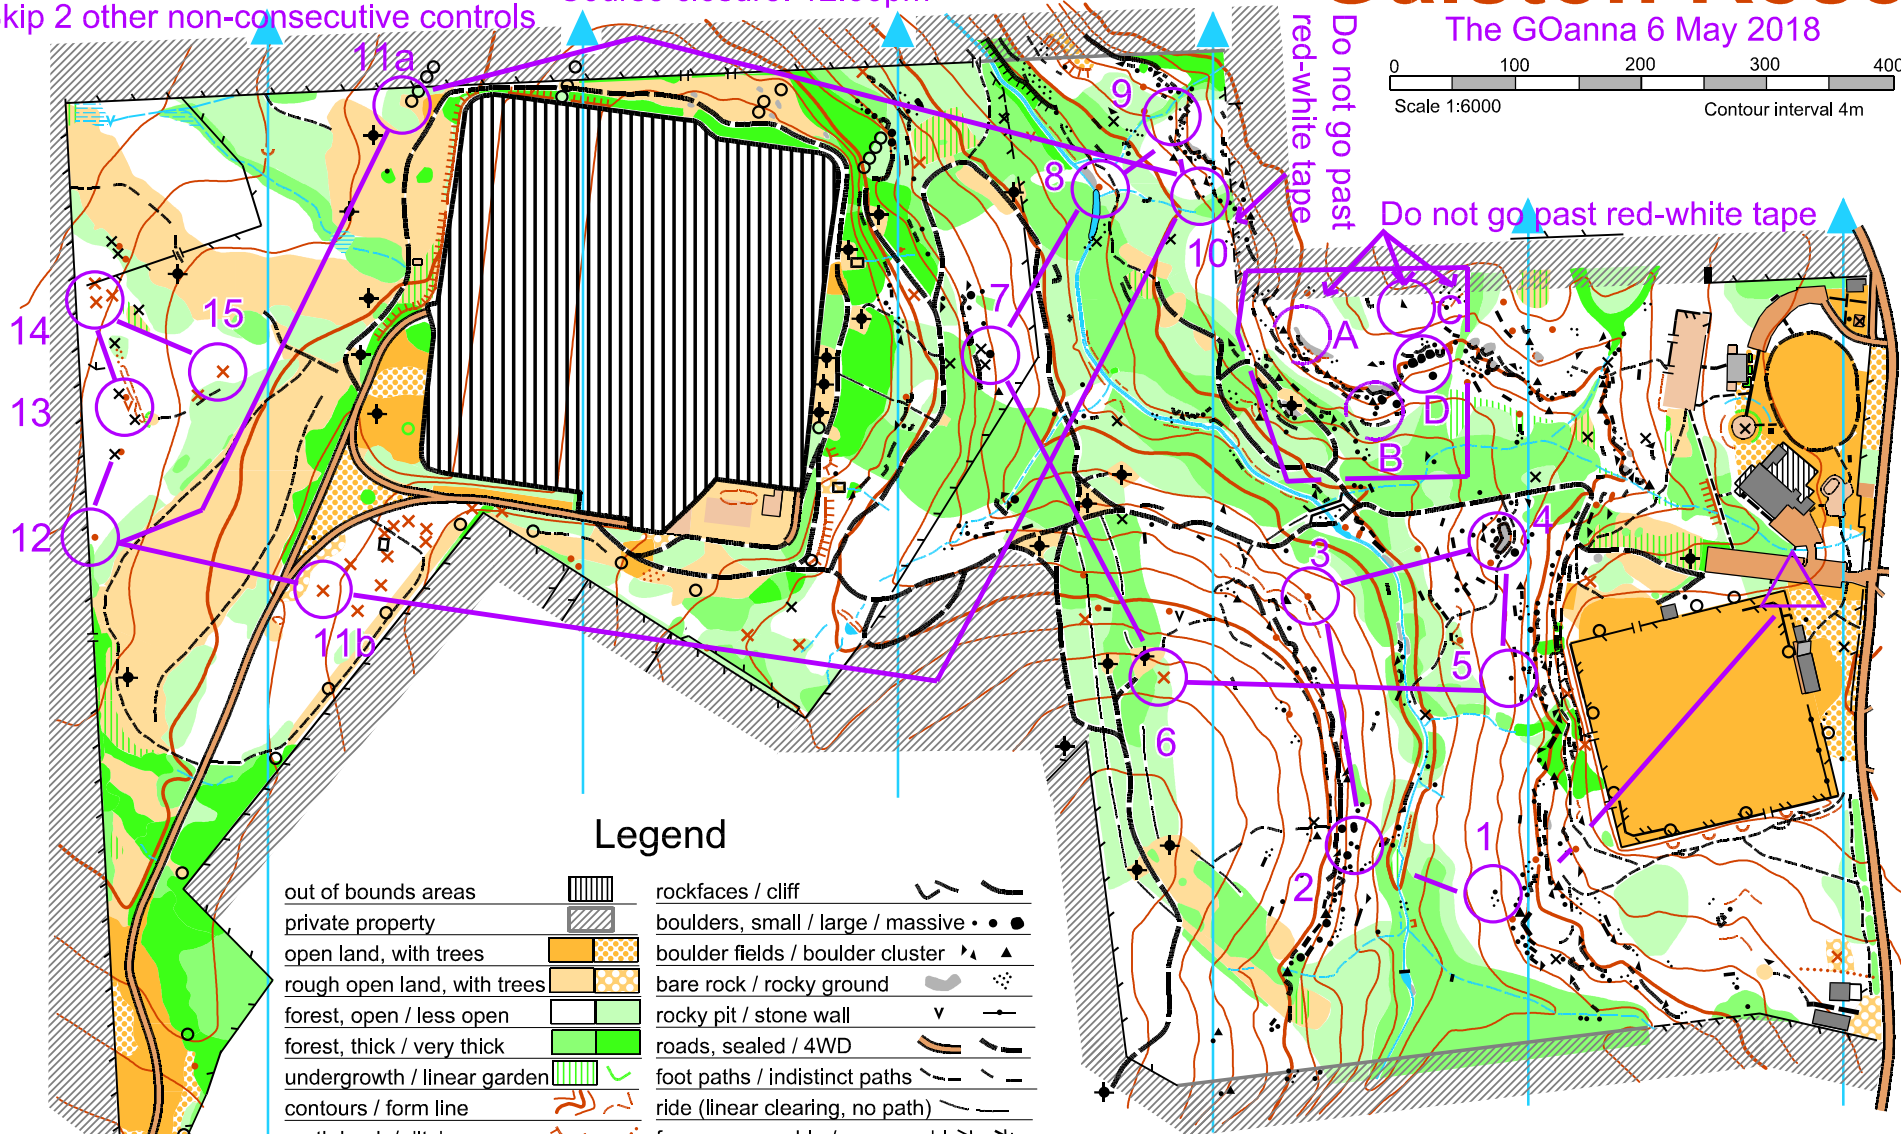 skip 2 other non-consecutive controls
The GOanna 6 May 2018
0 100 200 300 400
Scale 1:6000
Contour interval 4m
Do not go past
red-white tape
Do not go past red-white tape
11a
9
8
10
7
15
14
13
12
11b
A
C
D
B
3
4
5
6
2
1
Legend
out of bounds areas
private property
open land, with trees
rough open land, with trees
forest, open / less open
forest, thick / very thick
undergrowth / linear garden
contours / form line
rockfaces / cliff
boulders, small / large / massive
boulder fields / boulder cluster
bare rock / rocky ground
rocky pit / stone wall
roads, sealed / 4WD
foot paths / indistinct paths
ride (linear clearing, no path)